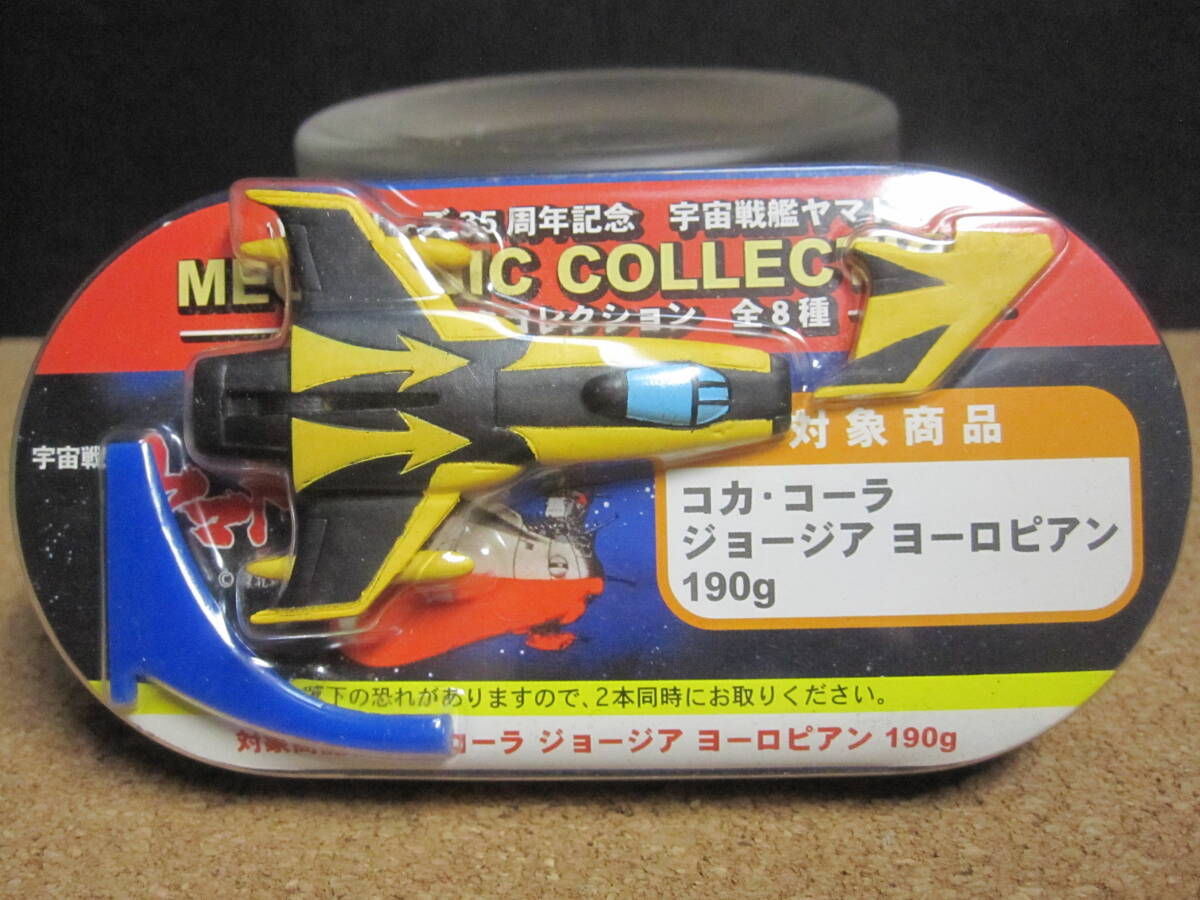 ズ 35 周年記念 宇宙戦艦ヤマト
ME NIC COLLECT
コレクション 全8種
対象商品
コカ・コーラ
ジョージア ヨーロピアン
190g
宇宙戦
©
下の恐れがありますので、2本同時にお取りください。
対象商 コーラ ジョージア ヨーロピアン 190g